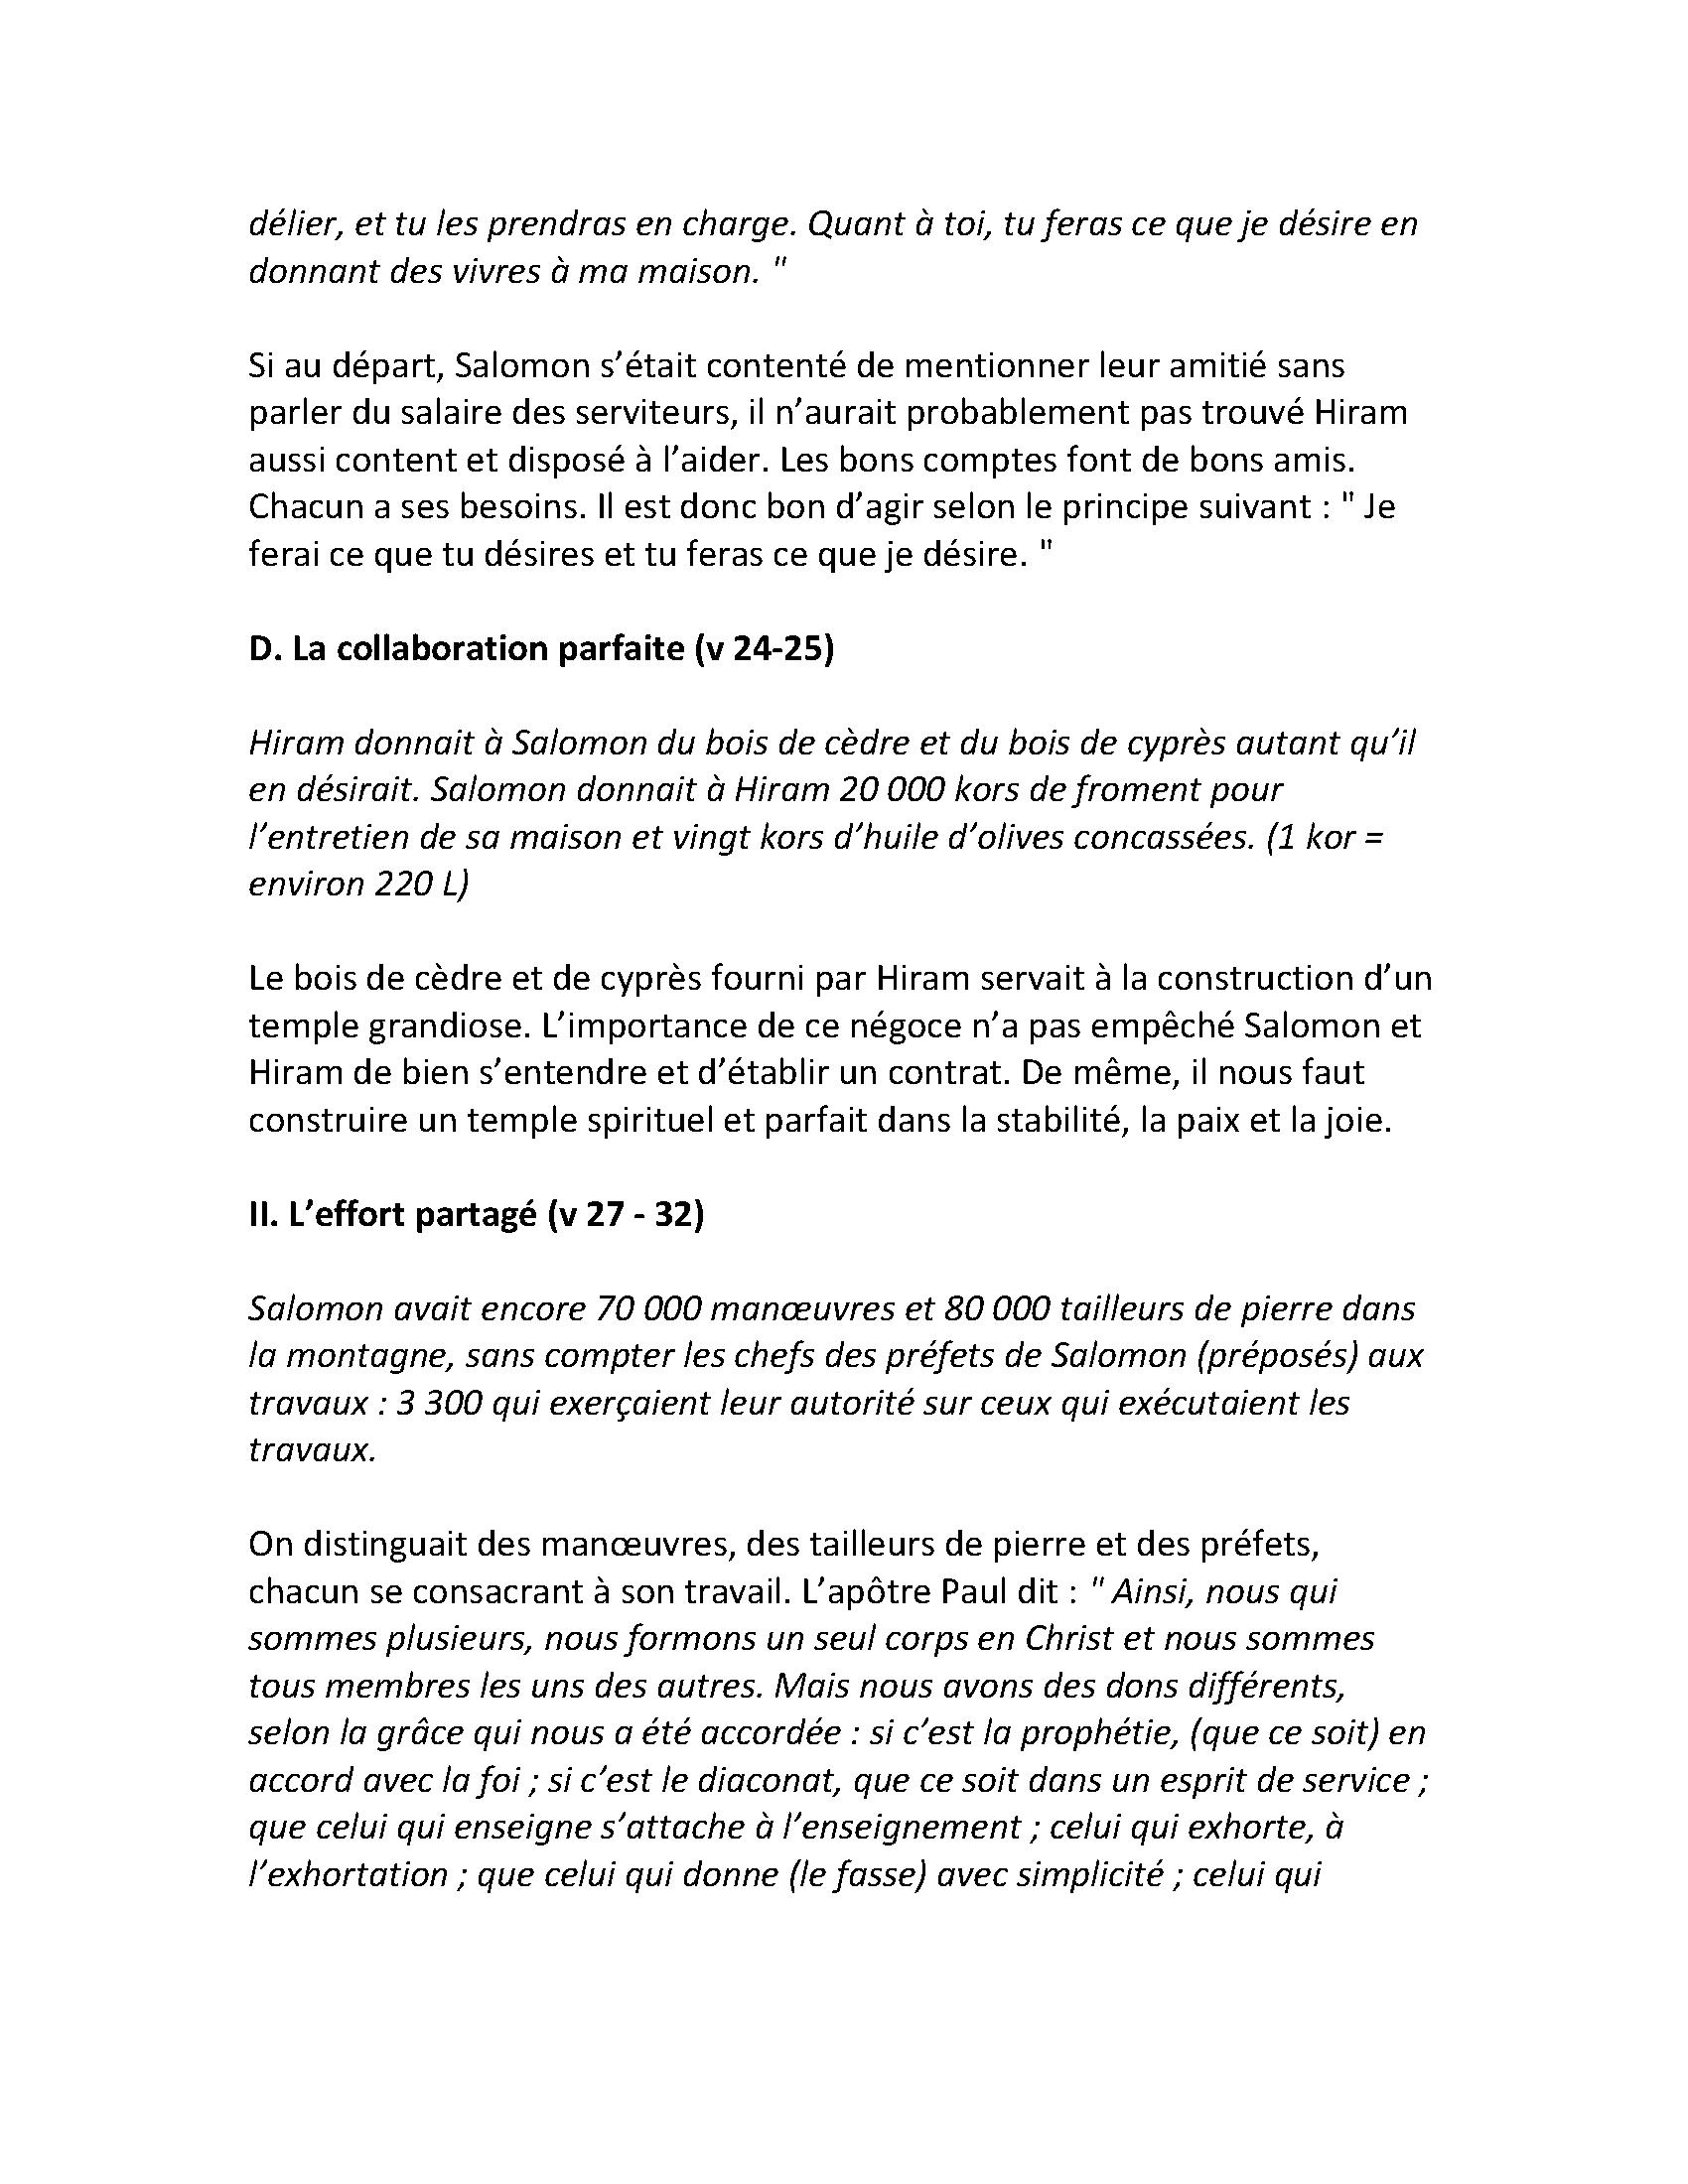 délier, et tu les prendras en charge. Quant à toi, tu feras ce que je désire en
donnant des vivres à ma maison. "
Si au départ, Salomon s’était contenté de mentionner leur amitié sans
parler du salaire des serviteurs, il n’aurait probablement pas trouvé Hiram
aussi content et disposé à l’aider. Les bons comptes font de bons amis.
Chacun a ses besoins. Il est donc bon d’agir selon le principe suivant : " Je
ferai ce que tu désires et tu feras ce que je désire. "
D. La collaboration parfaite (v 24-25)
Hiram donnait à Salomon du bois de cèdre et du bois de cyprès autant qu’il
en désirait. Salomon donnait à Hiram 20 000 kors de froment pour
l’entretien de sa maison et vingt kors d’huile d’olives concassées. (1 kor =
environ 220 L)
Le bois de cèdre et de cyprès fourni par Hiram servait à la construction d’un
temple grandiose. L’importance de ce négoce n’a pas empêché Salomon et
Hiram de bien s’entendre et d’établir un contrat. De même, il nous faut
construire un temple spirituel et parfait dans la stabilité, la paix et la joie.
II. L’effort partagé (v 27 - 32)
Salomon avait encore 70 000 manœuvres et 80 000 tailleurs de pierre dans
la montagne, sans compter les chefs des préfets de Salomon (préposés) aux
travaux : 3 300 qui exerçaient leur autorité sur ceux qui exécutaient les
travaux.
On distinguait des manœuvres, des tailleurs de pierre et des préfets,
chacun se consacrant à son travail. L’apôtre Paul dit : " Ainsi, nous qui
sommes plusieurs, nous formons un seul corps en Christ et nous sommes
tous membres les uns des autres. Mais nous avons des dons différents,
selon la grâce qui nous a été accordée : si c’est la prophétie, (que ce soit) en
accord avec la foi ; si c’est le diaconat, que ce soit dans un esprit de service ;
que celui qui enseigne s’attache à l’enseignement ; celui qui exhorte, à
l’exhortation ; que celui qui donne (le fasse) avec simplicité ; celui qui